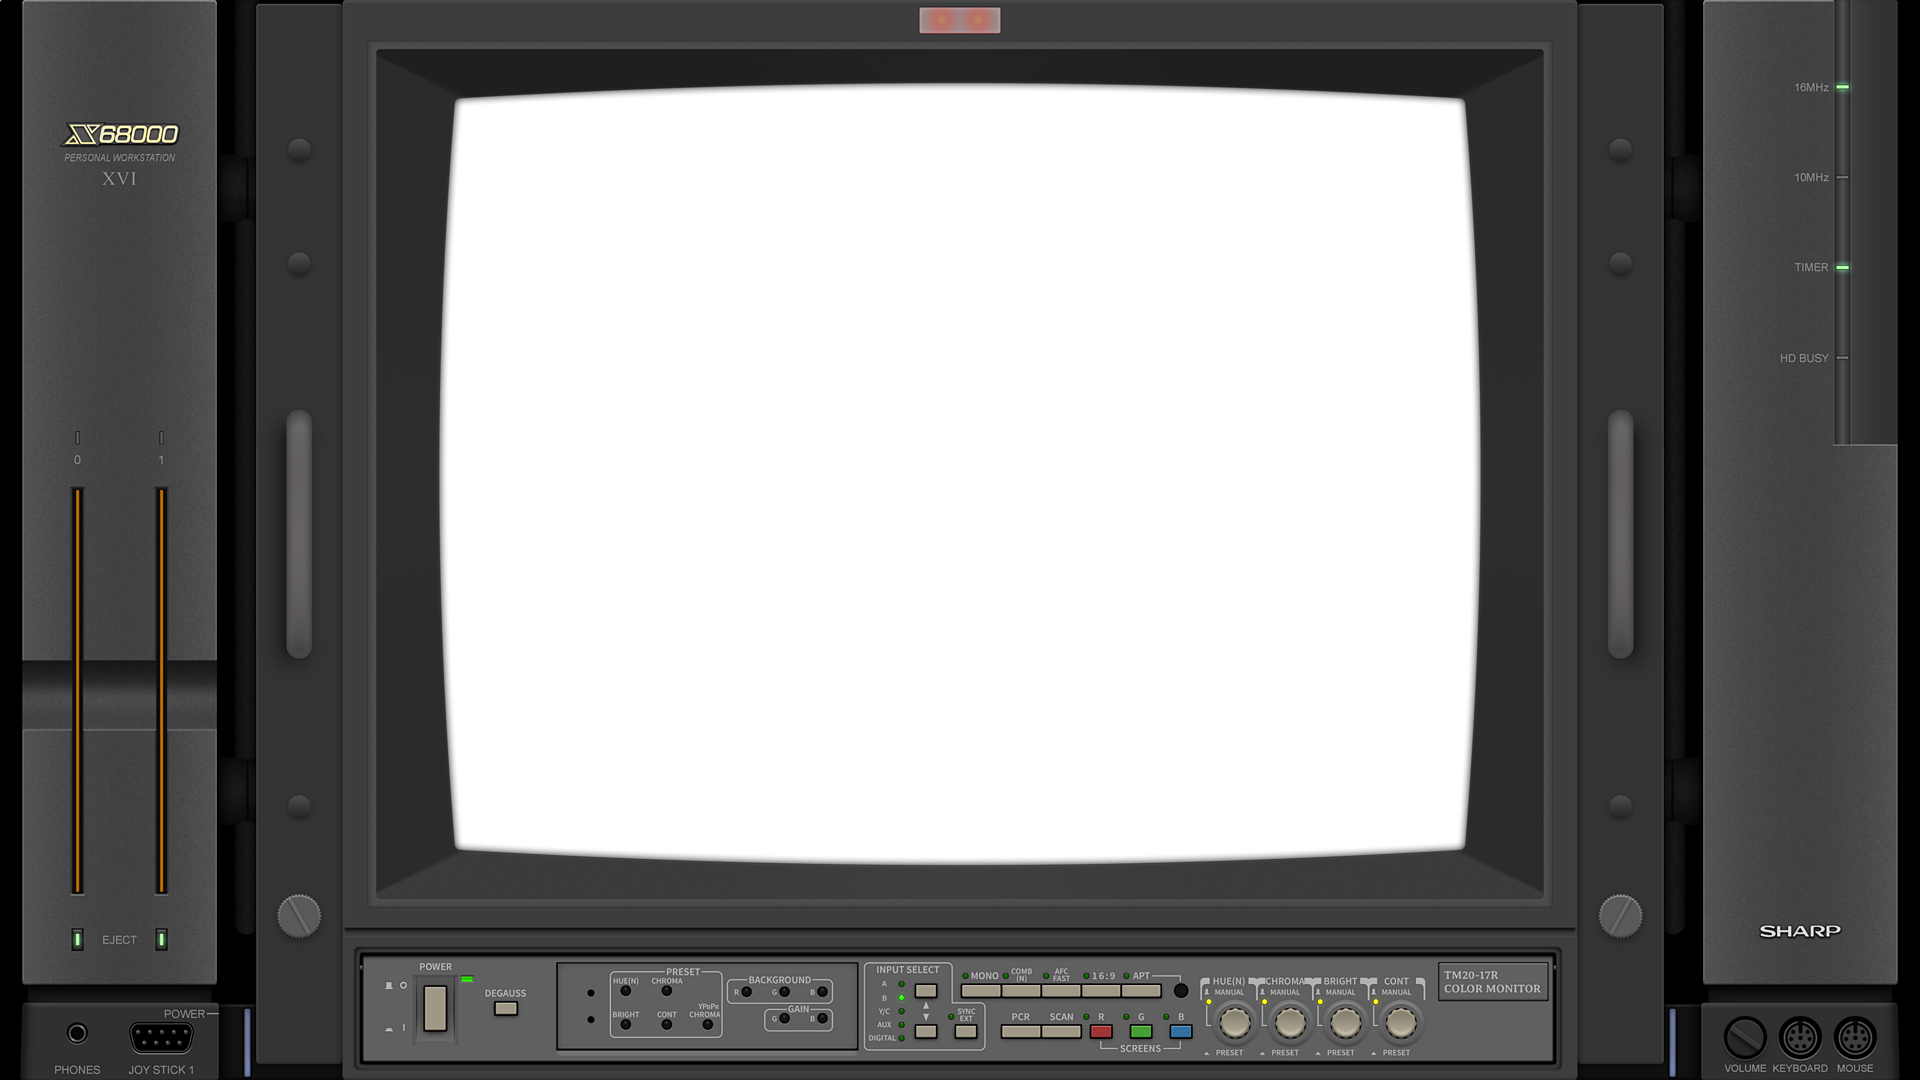 X68000
PERSONAL WORKSTATION
XVI
0
1
EJECT
POWER
PHONES
JOY STICK 1
POWER
DEGAUSS
PRESET
HUE(N)
CHROMA
BRIGHT
CONT
YPBPR
CHROMA
BACKGROUND
R
G
B
GAIN
G
B
INPUT SELECT
A
B
Y/C
AUX
DIGITAL
SYNC
EXT
MONO
COMB
(N)
AFC
FAST
16:9
APT
PCR
SCAN
R
G
B
SCREENS
HUE(N)
CHROMA
BRIGHT
CONT
MANUAL
MANUAL
MANUAL
MANUAL
PRESET
PRESET
PRESET
PRESET
TM20-17R
COLOR MONITOR
16MHz
10MHz
TIMER
HD BUSY
SHARP
VOLUME
KEYBOARD
MOUSE